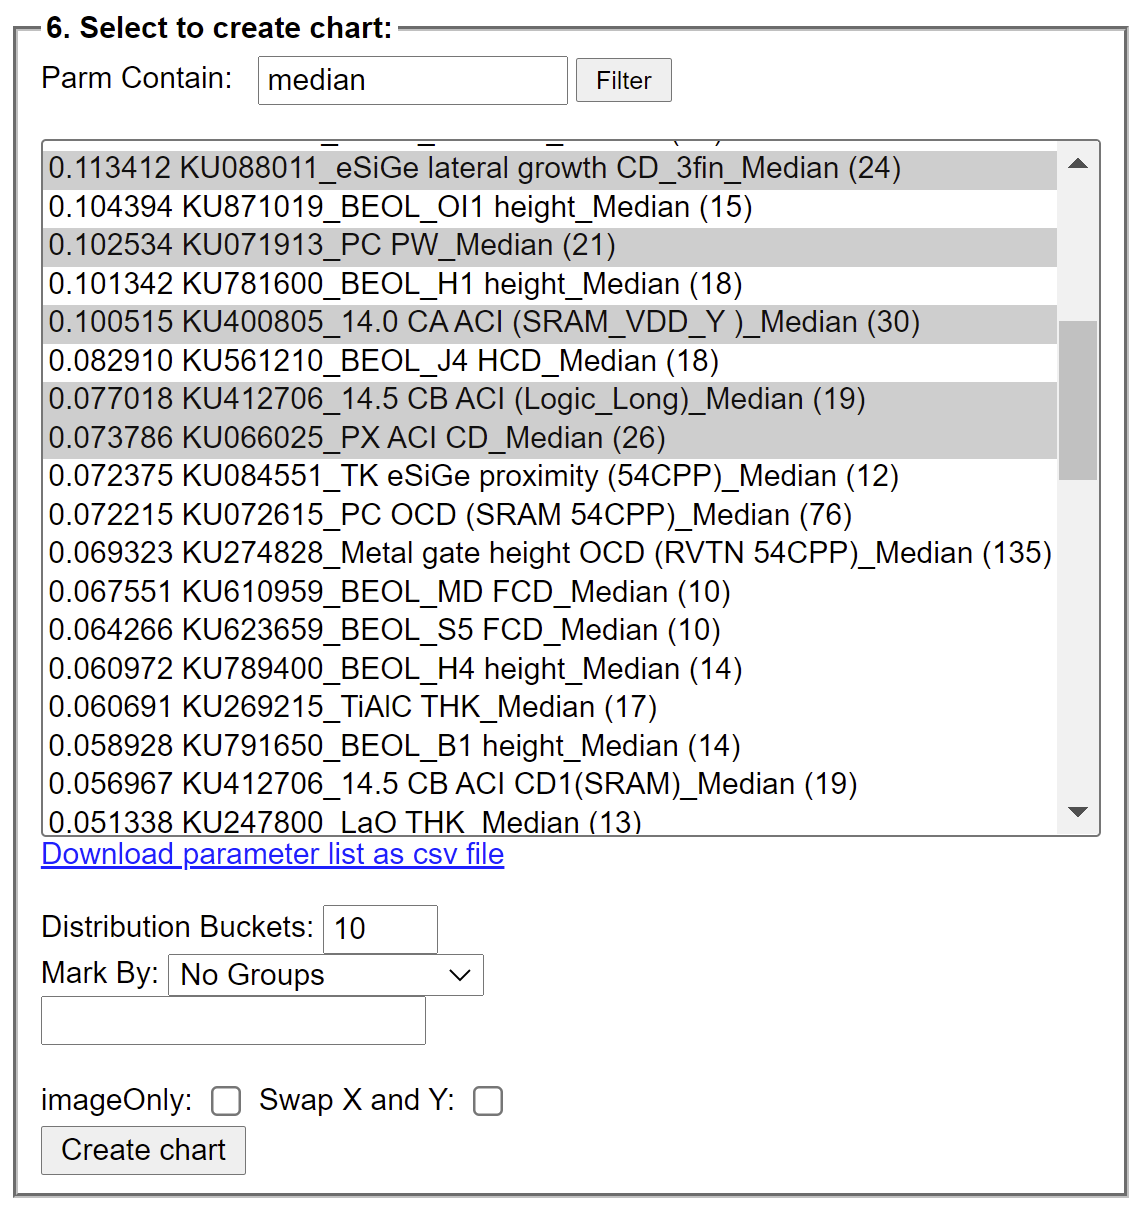 6. Select to create chart:
Parm Contain: median Filter
0.113412 KU088011_eSiGe lateral growth CD_3fin_Median (24)
0.104394 KU871019_BEOL_OI1 height_Median (15)
0.102534 KU071913_PC PW_Median (21)
0.101342 KU781600_BEOL_H1 height_Median (18)
0.100515 KU400805_14.0 CA ACI (SRAM_VDD_Y )_Median (30)
0.082910 KU561210_BEOL_J4 HCD_Median (18)
0.077018 KU412706_14.5 CB ACI (Logic_Long)_Median (19)
0.073786 KU066025_PX ACI CD_Median (26)
0.072375 KU084551_TK eSiGe proximity (54CPP)_Median (12)
0.072215 KU072615_PC OCD (SRAM 54CPP)_Median (76)
0.069323 KU274828_Metal gate height OCD (RVTN 54CPP)_Median (135)
0.067551 KU610959_BEOL_MD FCD_Median (10)
0.064266 KU623659_BEOL_S5 FCD_Median (10)
0.060972 KU789400_BEOL_H4 height_Median (14)
0.060691 KU269215_TiAlC THK_Median (17)
0.058928 KU791650_BEOL_B1 height_Median (14)
0.056967 KU412706_14.5 CB ACI CD1(SRAM)_Median (19)
0.051338 KU247800_LaO THK_Median (13)
Download parameter list as csv file
Distribution Buckets: 10
Mark By: No Groups
imageOnly: Swap X and Y:
Create chart